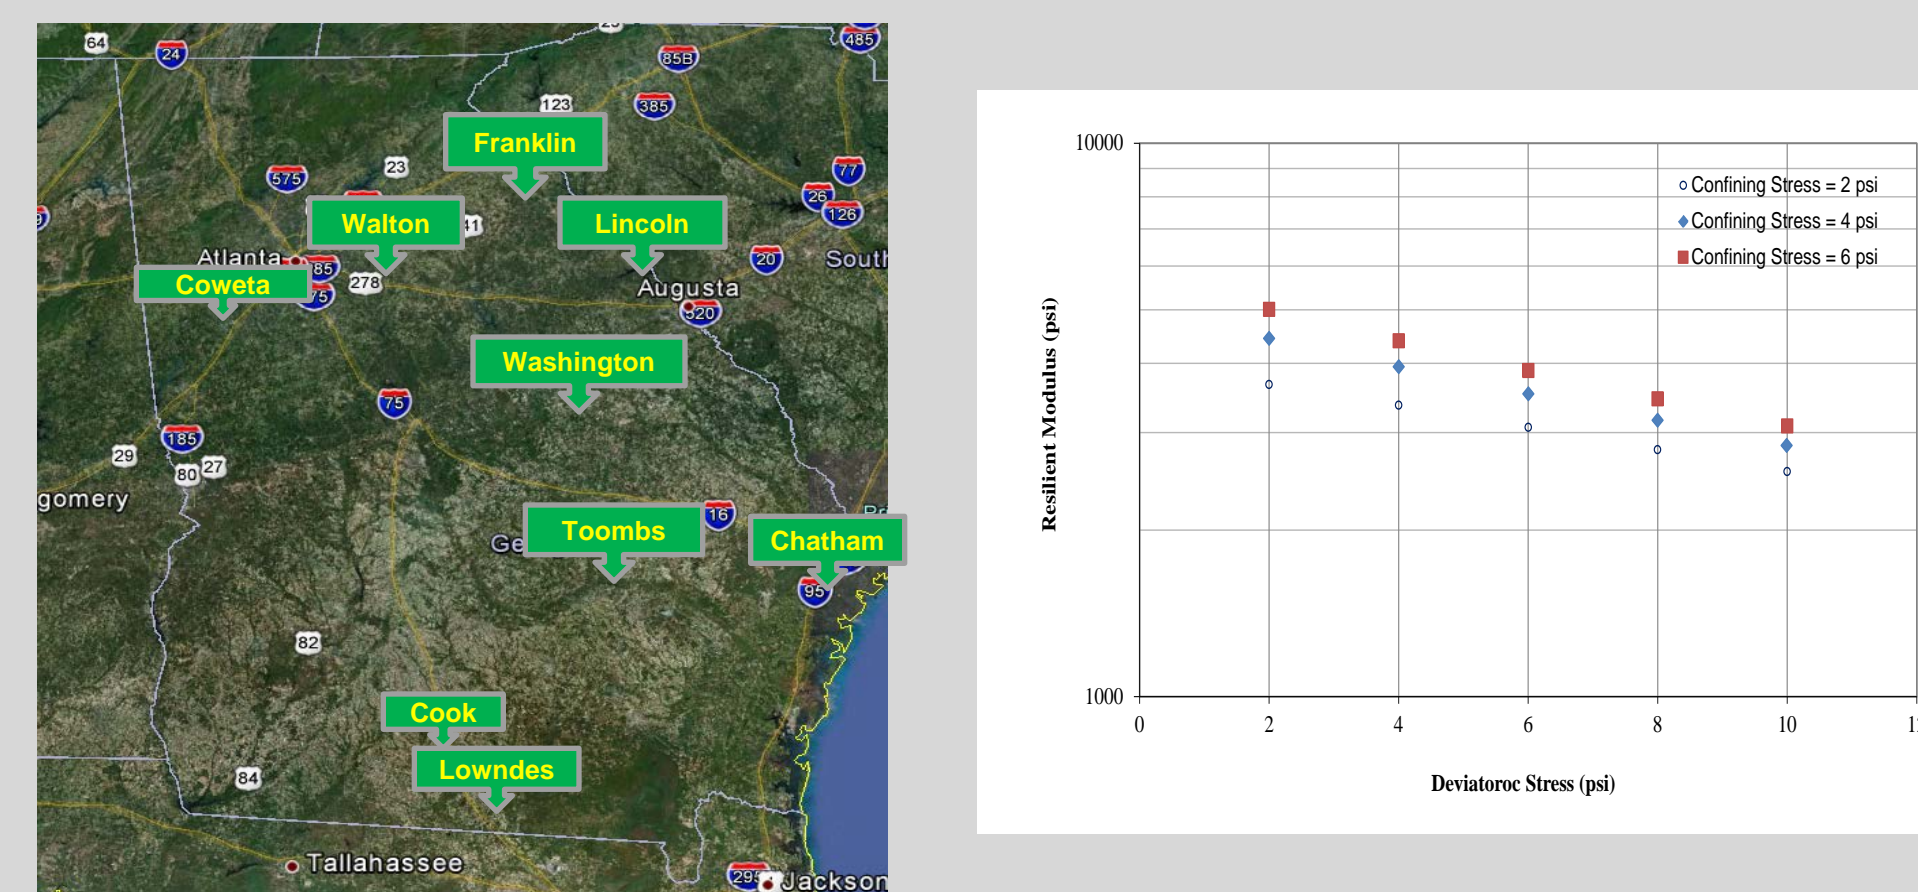 64
24
25
485
85B
123
385
Franklin
23
575
77
26
126
Walton
41
Lincoln
Atlanta
85
20
South
Coweta
75
278
Augusta
520
Washington
75
185
29
80
27
gomery
16
Toombs
Chatham
Ge
95
82
Cook
Lowndes
84
Tallahassee
295
Jackson
10000
Confining Stress = 2 psi
Confining Stress = 4 psi
Confining Stress = 6 psi
Resilient Modulus (psi)
1000
0
2
4
6
8
10
Deviatoroc Stress (psi)